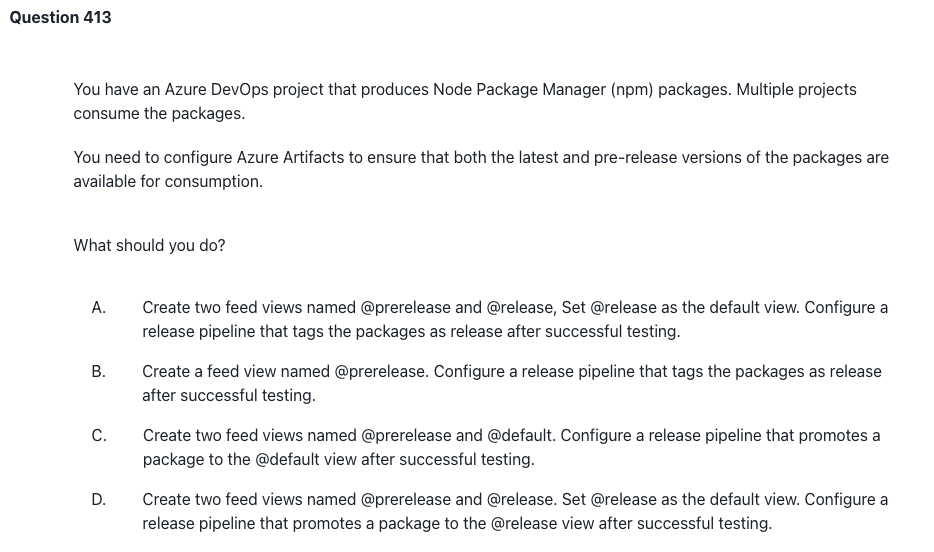 Question 413
You have an Azure DevOps project that produces Node Package Manager (npm) packages. Multiple projects
consume the packages.
You need to configure Azure Artifacts to ensure that both the latest and pre-release versions of the packages are
available for consumption.
What should you do?
A. Create two feed views named @prerelease and @release, Set @release as the default view. Configure a
release pipeline that tags the packages as release after successful testing.
B. Create a feed view named @prerelease. Configure a release pipeline that tags the packages as release
after successful testing.
C. Create two feed views named @prerelease and @default. Configure a release pipeline that promotes a
package to the @default view after successful testing.
D. Create two feed views named @prerelease and @release. Set @release as the default view. Configure a
release pipeline that promotes a package to the @release view after successful testing.